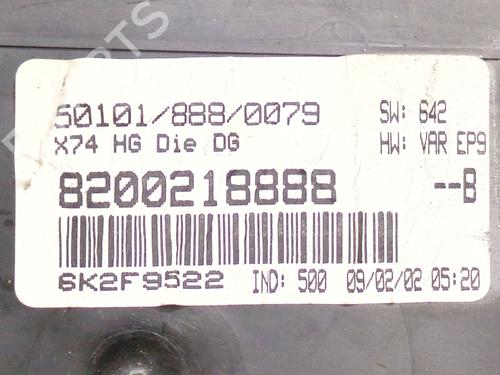 50101/888/0079 SW: 642
X74 HG Die DG HW: VAR EP9
8200218888 --B
6K2F9522 IND: 500 09/02/02 05:20